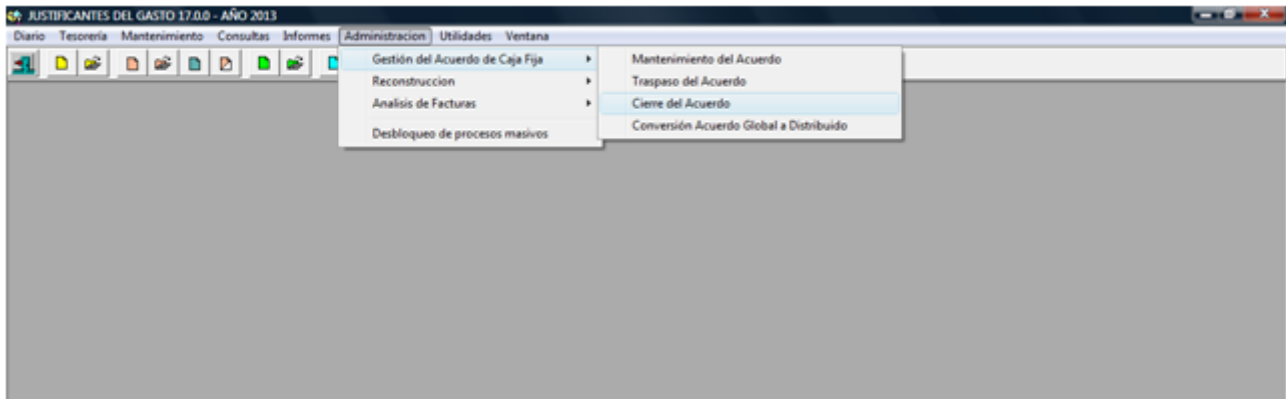 JUSTIFICANTES DEL GASTO 17.0.0 - AÑO 2013
Diario Tesorería Mantenimiento Consultas Informes Administracion Utilidades Ventana
Gestión del Acuerdo de Caja Fija
Reconstruccion
Analisis de Facturas
Desbloqueo de procesos masivos
Mantenimiento del Acuerdo
Traspaso del Acuerdo
Cierre del Acuerdo
Conversión Acuerdo Global a Distribuido